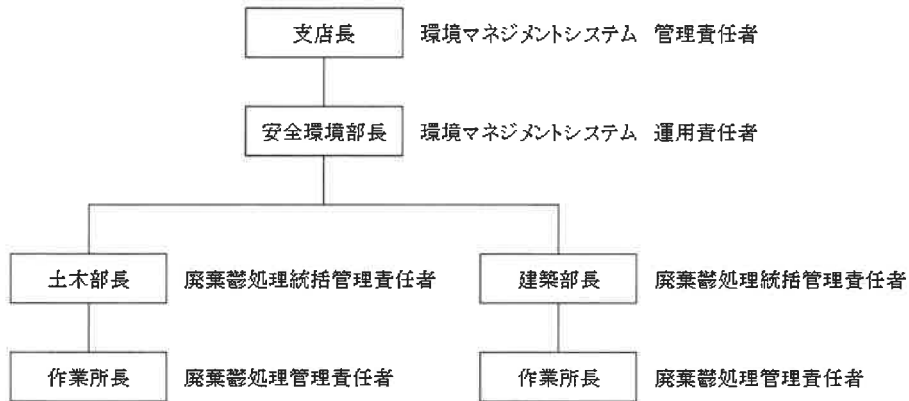 支店長 環境マネジメントシステム 管理責任者
安全環境部長 環境マネジメントシステム 運用責任者
土木部長 廃棄鬱処理統括管理責任者 建築部長 廃棄鬱処理統括管理責任者
作業所長 廃棄鬱処理管理責任者 作業所長 廃棄鬱処理管理責任者